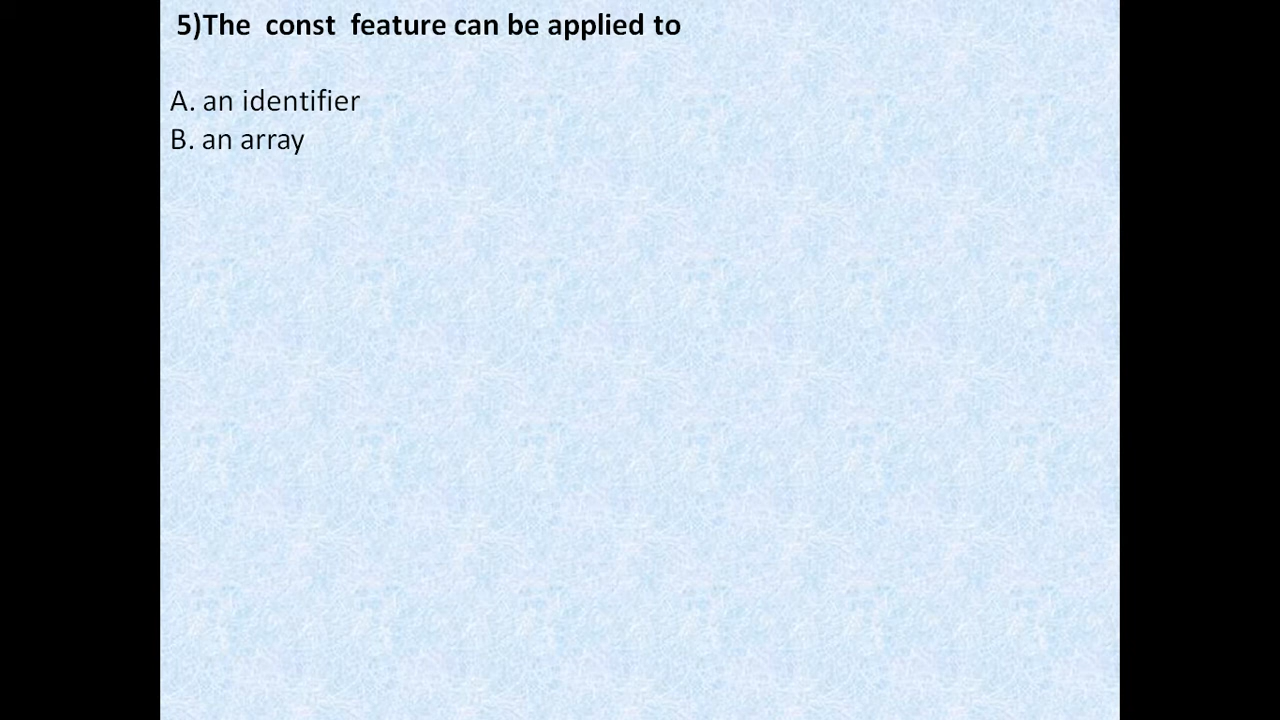 5)The  const  feature can be applied to
A. an identifier
B. an array